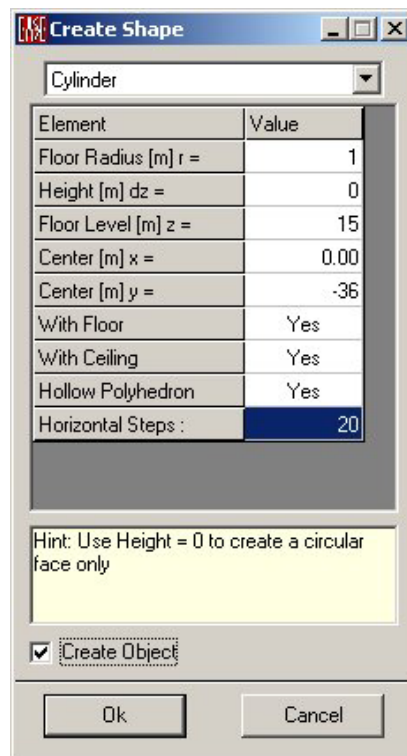 Create Shape
Cylinder
Element Value
Floor Radius [m] r = 1
Height [m] dz = 0
Floor Level [m] z = 15
Center [m] x = 0.00
Center [m] y = -36
With Floor Yes
With Ceiling Yes
Hollow Polyhedron Yes
Horizontal Steps : 20
Hint: Use Height = 0 to create a circular
face only
Create Object
Ok Cancel